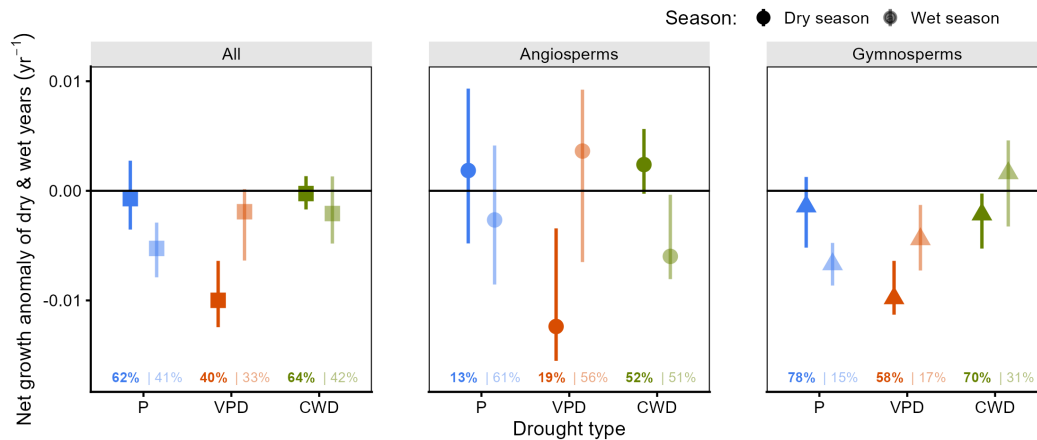 Season: Dry season Wet season
All Angiosperms Gymnosperms
Net growth anomaly of dry & wet years (yr⁻¹)
0.01
0.00
-0.01
62% | 41% 40% | 33% 64% | 42% 13% | 61% 19% | 56% 52% | 51% 78% | 15% 58% | 17% 70% | 31%
P VPD CWD P VPD CWD P VPD CWD
Drought type